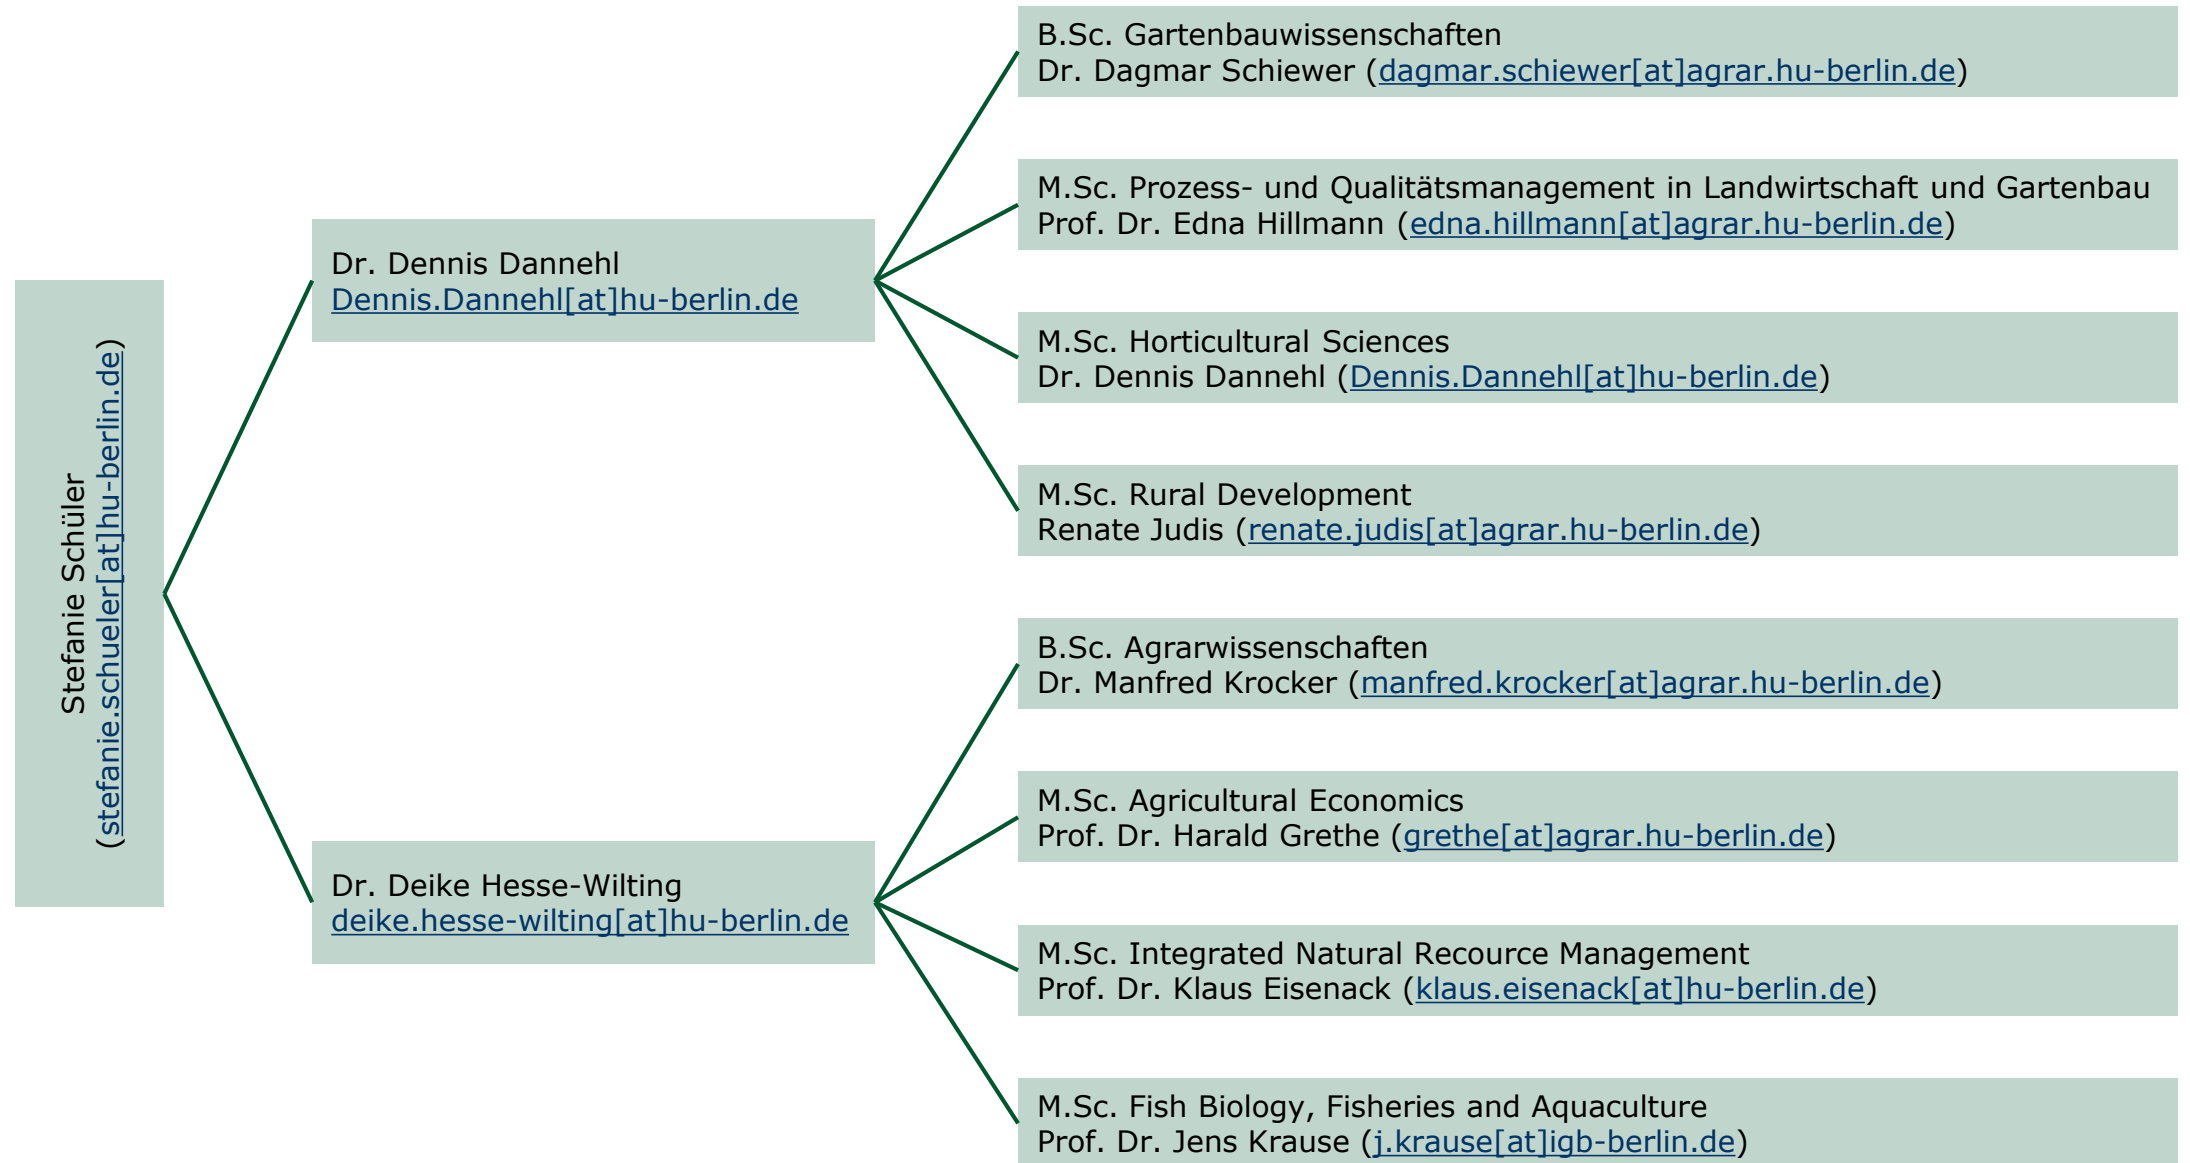 Stefanie Schüler
(stefanie.schueler[at]hu-berlin.de)
Dr. Dennis Dannehl
Dennis.Dannehl[at]hu-berlin.de
B.Sc. Gartenbauwissenschaften
Dr. Dagmar Schiewer (dagmar.schiewer[at]agrar.hu-berlin.de)
M.Sc. Prozess- und Qualitätsmanagement in Landwirtschaft und Gartenbau
Prof. Dr. Edna Hillmann (edna.hillmann[at]agrar.hu-berlin.de)
M.Sc. Horticultural Sciences
Dr. Dennis Dannehl (Dennis.Dannehl[at]hu-berlin.de)
M.Sc. Rural Development
Renate Judis (renate.judis[at]agrar.hu-berlin.de)
Dr. Deike Hesse-Wilting
deike.hesse-wilting[at]hu-berlin.de
B.Sc. Agrarwissenschaften
Dr. Manfred Krocker (manfred.krocker[at]agrar.hu-berlin.de)
M.Sc. Agricultural Economics
Prof. Dr. Harald Grethe (grethe[at]agrar.hu-berlin.de)
M.Sc. Integrated Natural Recource Management
Prof. Dr. Klaus Eisenack (klaus.eisenack[at]hu-berlin.de)
M.Sc. Fish Biology, Fisheries and Aquaculture
Prof. Dr. Jens Krause (j.krause[at]igb-berlin.de)